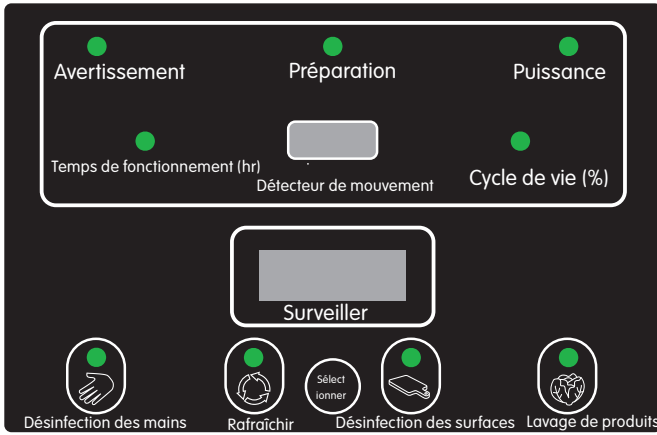 Avertissement Préparation Puissance
Temps de fonctionnement (hr) Détecteur de mouvement Cycle de vie (%)
Surveiller
Sélect
ionner
Désinfection des mains Rafraîchir Désinfection des surfaces Lavage de produits